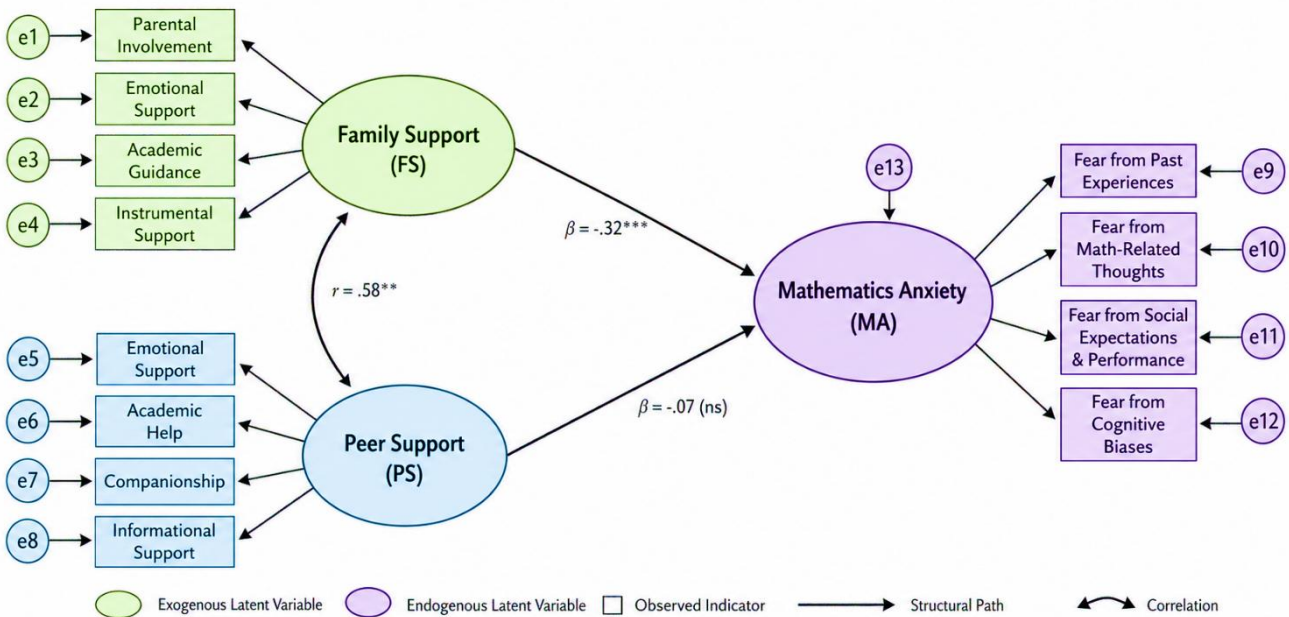 e1
Parental
Involvement
e2
Emotional
Support
e3
Academic
Guidance
e4
Instrumental
Support
Family Support
(FS)
β = -.32***
r = .58**
e5
Emotional
Support
e6
Academic
Help
e7
Companionship
e8
Informational
Support
Peer Support
(PS)
β = -.07 (ns)
e13
Mathematics Anxiety
(MA)
Fear from Past
Experiences
e9
Fear from
Math-Related
Thoughts
e10
Fear from Social
Expectations
& Performance
e11
Fear from
Cognitive
Biases
e12
Exogenous Latent Variable
Endogenous Latent Variable
Observed Indicator
Structural Path
Correlation